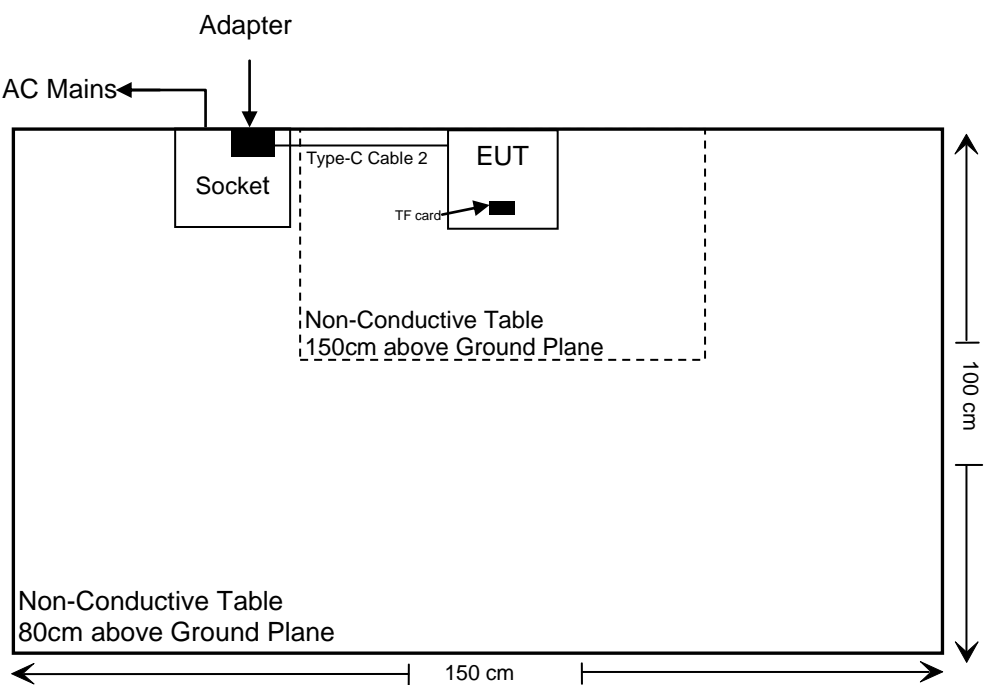 Adapter
AC Mains
Type-C Cable 2
EUT
Socket
TF card
Non-Conductive Table
150cm above Ground Plane
100 cm
Non-Conductive Table
80cm above Ground Plane
150 cm